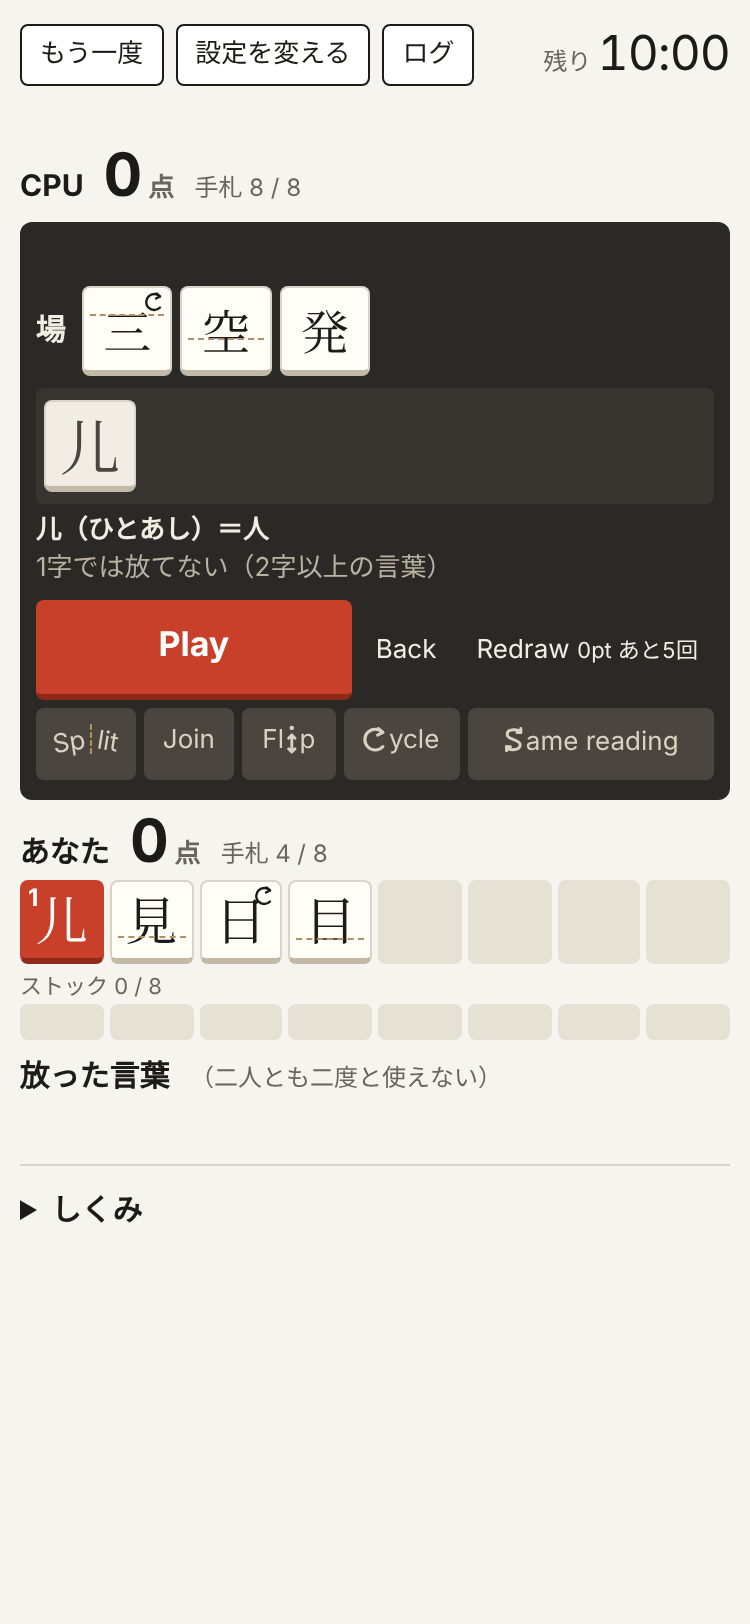 もう一度 設定を変える ログ 残り 10:00
CPU 0点 手札 8 / 8
場 三 空 発
儿
儿（ひとあし）＝人
1字では放てない（2字以上の言葉）
Play Back Redraw 0pt あと5回
Split Join Flip Cycle Same reading
あなた 0点 手札 4 / 8
1 儿 見 日 目
ストック 0 / 8
放った言葉 （二人とも二度と使えない）
▶ しくみ